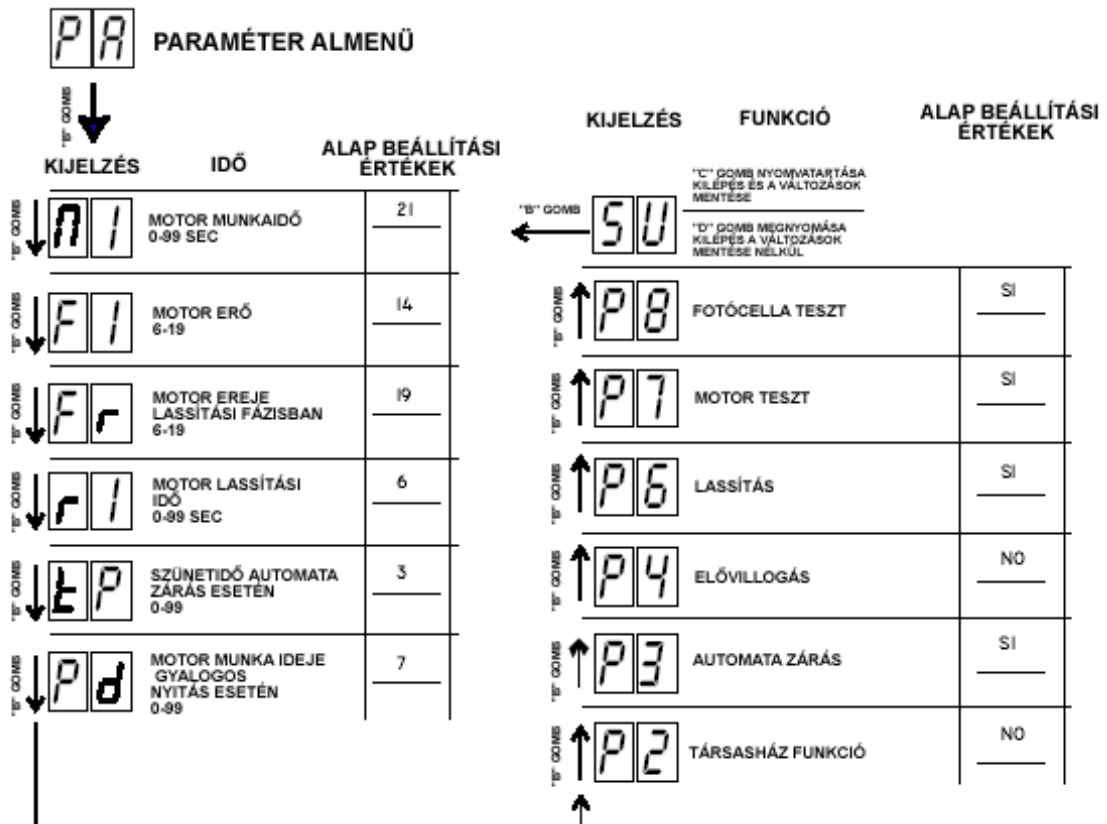 PA PARAMÉTER ALMENÜ
"B" GOMB
KIJELZÉS IDŐ ALAP BEÁLLÍTÁSI
ÉRTÉKEK
"B" GOMB
M1 MOTOR MUNKAIDŐ
0-99 SEC
21
"B" GOMB
F1 MOTOR ERŐ
6-19
14
"B" GOMB
Fr MOTOR EREJE
LASSÍTÁSI FÁZISBAN
6-19
19
"B" GOMB
r1 MOTOR LASSÍTÁSI
IDŐ
0-99 SEC
6
"B" GOMB
tP SZÜNETIDŐ AUTOMATA
ZÁRÁS ESETÉN
0-99
3
"B" GOMB
Pd MOTOR MUNKA IDEJE
GYALOGOS
NYITÁS ESETÉN
0-99
7
KIJELZÉS FUNKCIÓ ALAP BEÁLLÍTÁSI
ÉRTÉKEK
"B" GOMB
SU
"C" GOMB NYOMVATARTÁSA
KILÉPÉS ÉS A VÁLTOZÁSOK
MENTÉSE
"D" GOMB MEGNYOMÁSA
KILÉPÉS A VÁLTOZÁSOK
MENTÉSE NÉLKÜL
"B" GOMB
P8 FOTÓCELLA TESZT SI
"B" GOMB
P7 MOTOR TESZT SI
"B" GOMB
P6 LASSÍTÁS SI
"B" GOMB
P4 ELŐVILLOGÁS NO
"B" GOMB
P3 AUTOMATA ZÁRÁS SI
"B" GOMB
P2 TÁRSASHÁZ FUNKCIÓ NO